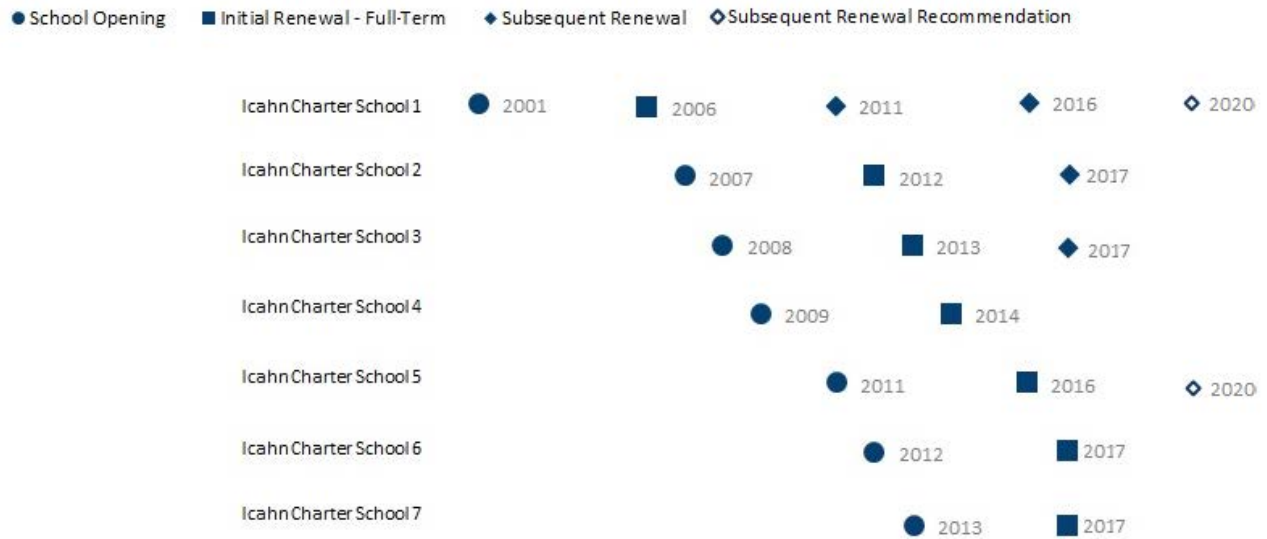 School Opening Initial Renewal - Full-Term Subsequent Renewal Subsequent Renewal Recommendation
Icahn Charter School 1 2001 2006 2011 2016 2020
Icahn Charter School 2 2007 2012 2017
Icahn Charter School 3 2008 2013 2017
Icahn Charter School 4 2009 2014
Icahn Charter School 5 2011 2016 2020
Icahn Charter School 6 2012 2017
Icahn Charter School 7 2013 2017